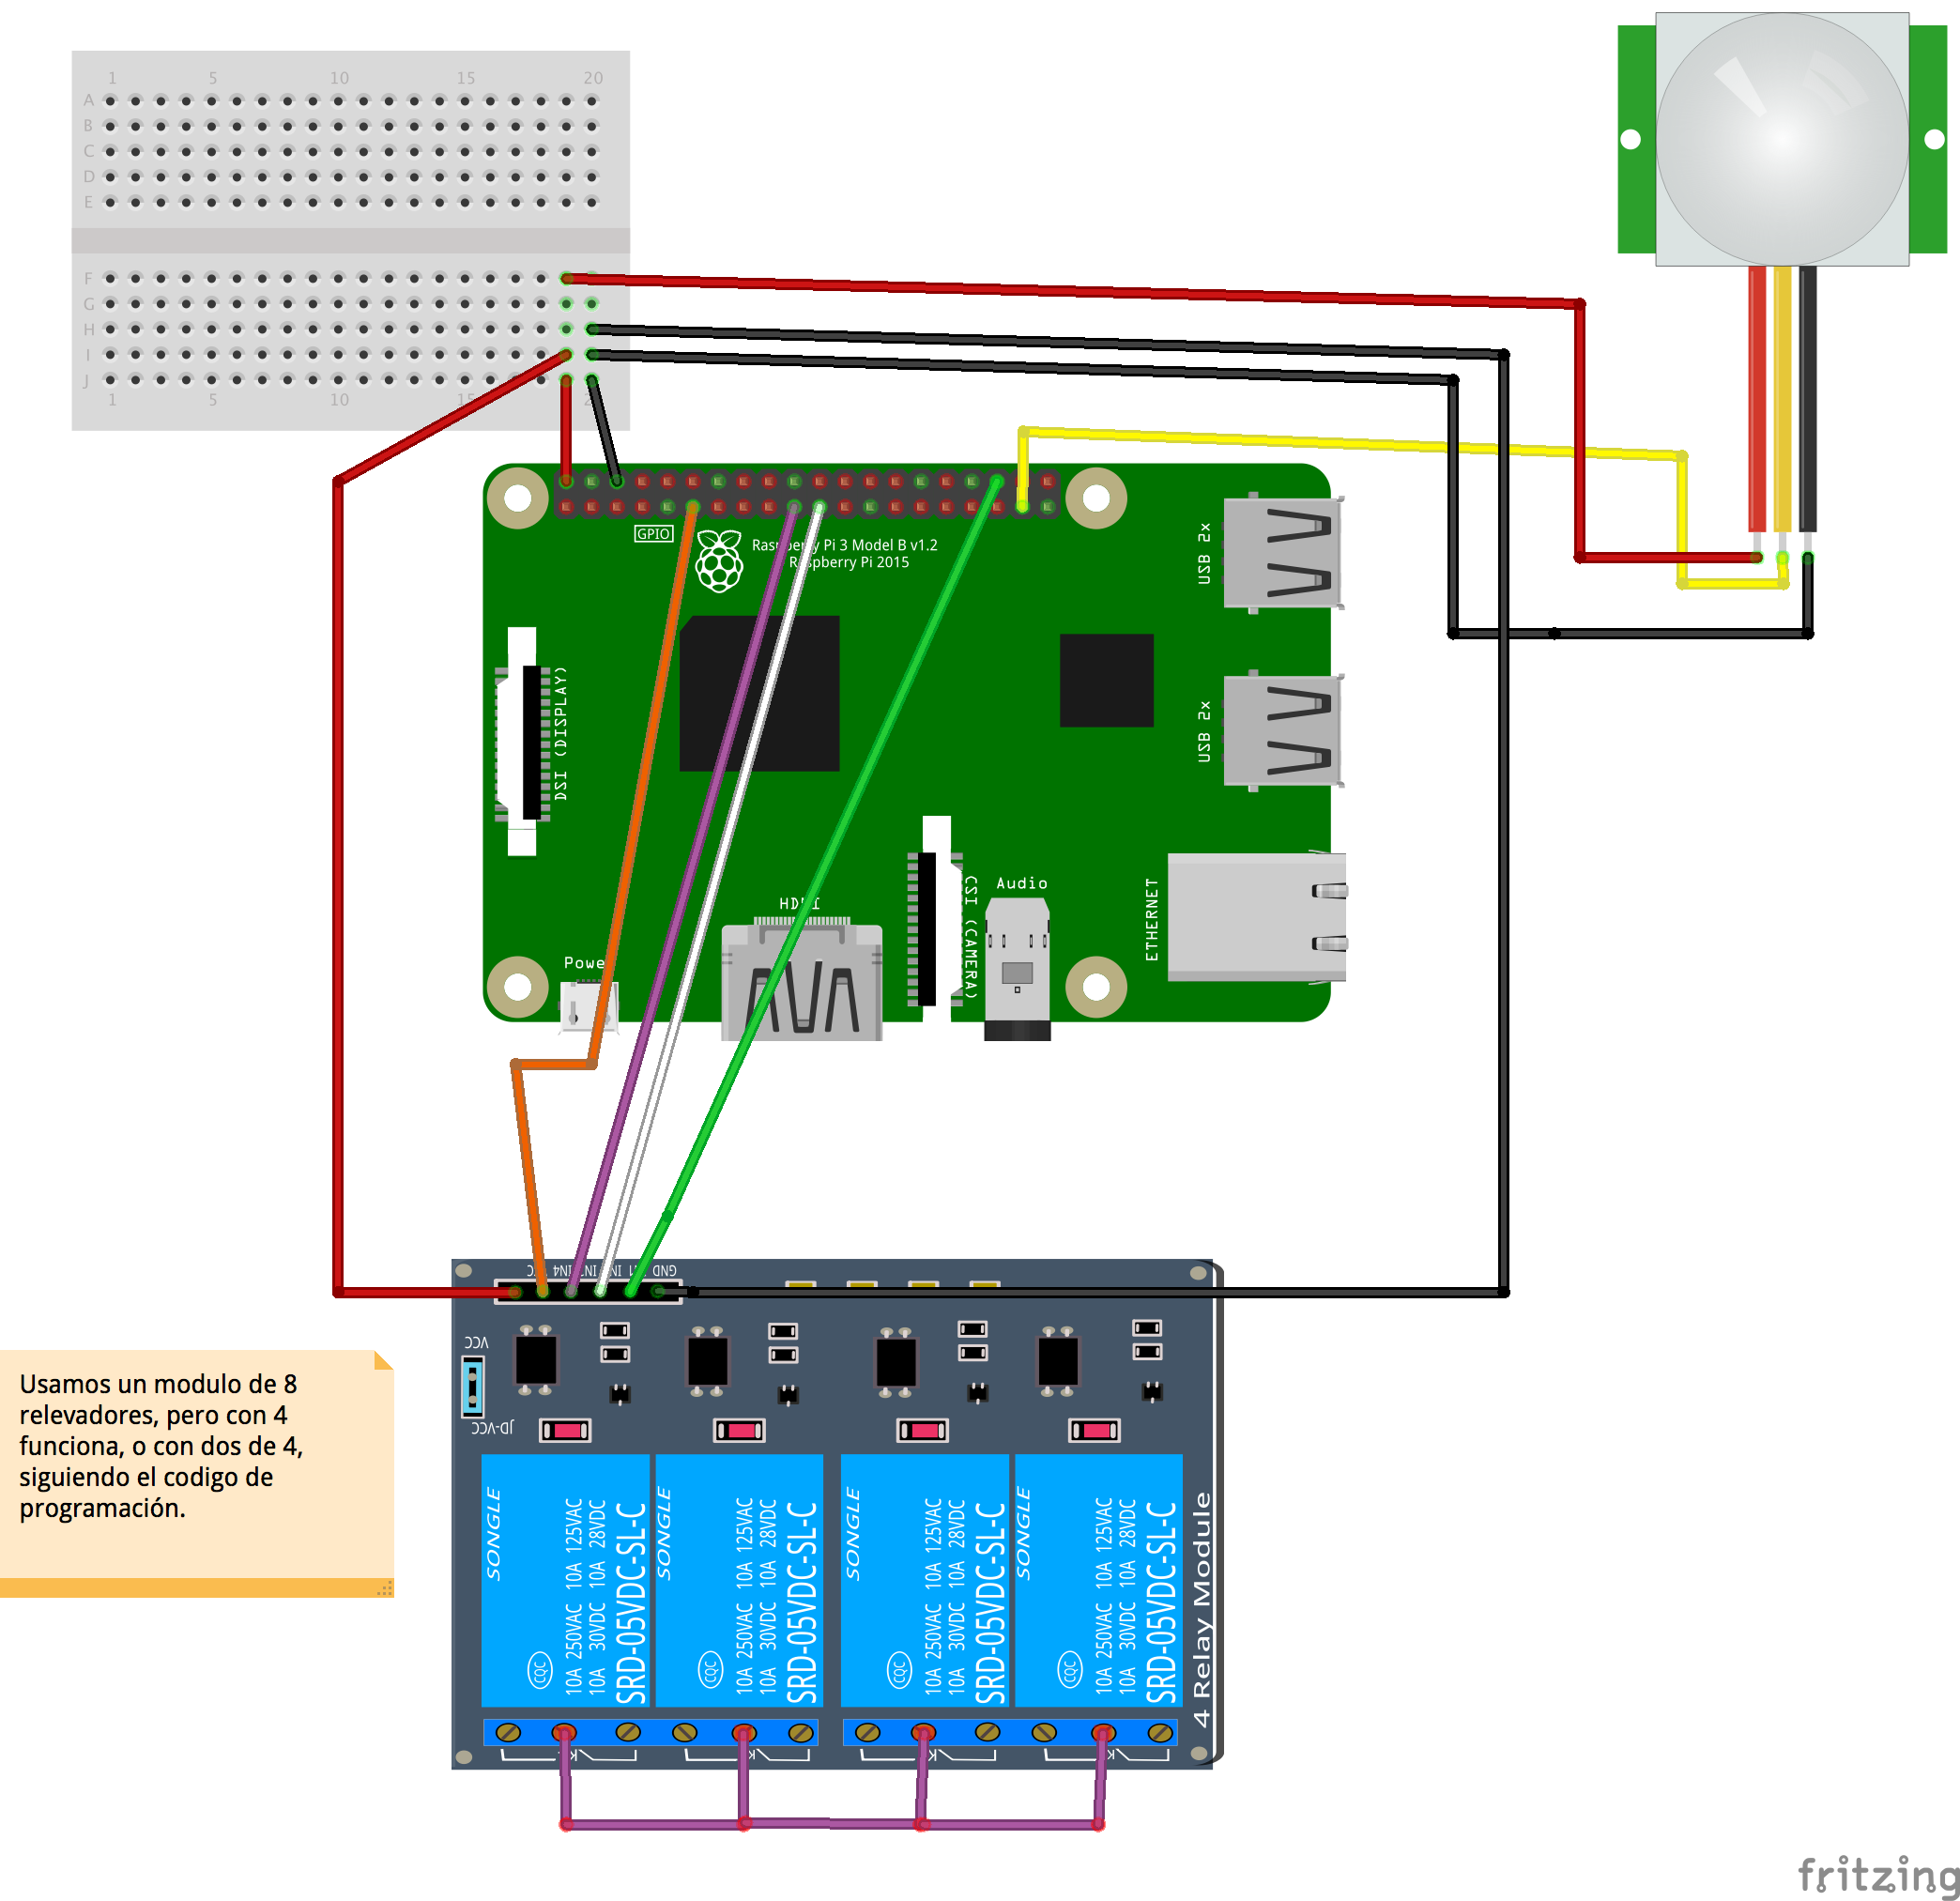 1 5 10 15 20
A
B
C
D
E
F
G
H
I
J
1 5 10 15
GPIO
Raspberry Pi 3 Model B v1.2
Raspberry Pi 2015
USB 2x
DSI (DISPLAY)
USB 2x
HDMI
CSI (CAMERA)
Audio
ETHERNET
Power
GND
VCC
JD-VCC
Usamos un modulo de 8
relevadores, pero con 4
funciona, o con dos de 4,
siguiendo el codigo de
programación.
SONGLE
CQC
10A 250VAC 10A 125VAC
10A 30VDC 10A 28VDC
SRD-05VDC-SL-C
SONGLE
CQC
10A 250VAC 10A 125VAC
10A 30VDC 10A 28VDC
SRD-05VDC-SL-C
SONGLE
CQC
10A 250VAC 10A 125VAC
10A 30VDC 10A 28VDC
SRD-05VDC-SL-C
SONGLE
CQC
10A 250VAC 10A 125VAC
10A 30VDC 10A 28VDC
SRD-05VDC-SL-C
4 Relay Module
fritzing